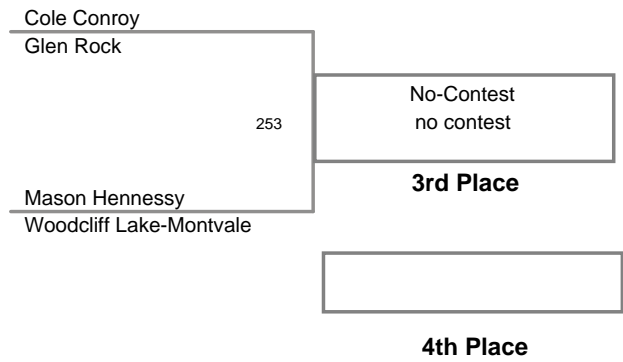 Cole Conroy
Glen Rock
No-Contest
253
no contest
3rd Place
Mason Hennessy
Woodcliff Lake-Montvale
4th Place